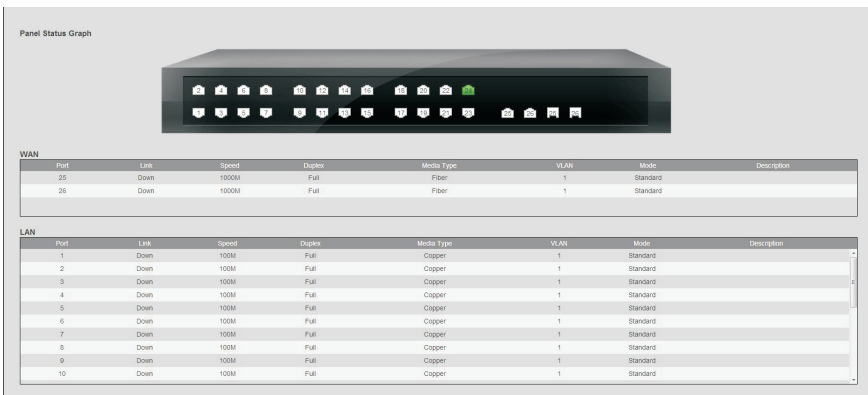 Panel Status Graph
2 4 6 8 10 12 14 16 18 20 22 24
1 3 5 7 9 11 13 15 17 19 21 23 25 26 25 26
WAN
Port Link Speed Duplex Media Type VLAN Mode Description
25 Down 1000M Full Fiber 1 Standard
26 Down 1000M Full Fiber 1 Standard
LAN
Port Link Speed Duplex Media Type VLAN Mode Description
1 Down 100M Full Copper 1 Standard
2 Down 100M Full Copper 1 Standard
3 Down 100M Full Copper 1 Standard
4 Down 100M Full Copper 1 Standard
5 Down 100M Full Copper 1 Standard
6 Down 100M Full Copper 1 Standard
7 Down 100M Full Copper 1 Standard
8 Down 100M Full Copper 1 Standard
9 Down 100M Full Copper 1 Standard
10 Down 100M Full Copper 1 Standard